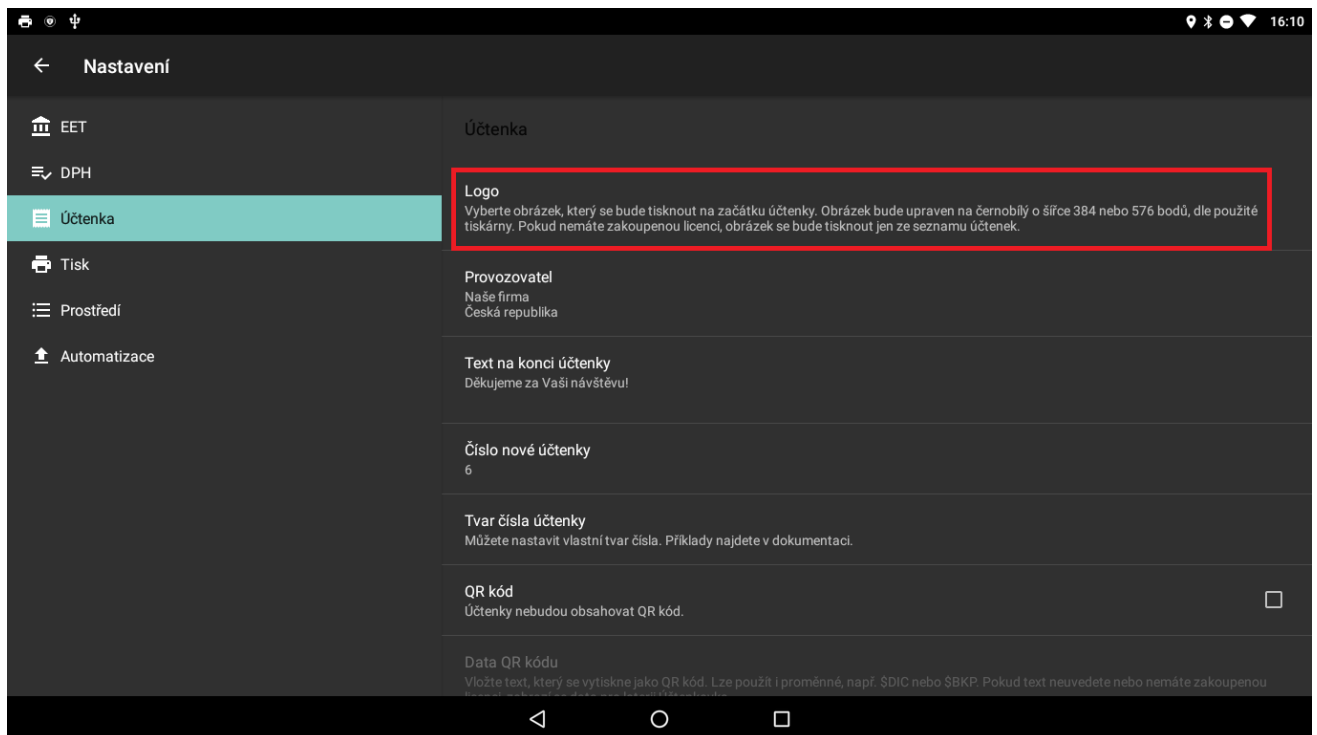 16:10
Nastavení
EET
DPH
Účtenka
Tisk
Prostředí
Automatizace
Účtenka
Logo
Vyberte obrázek, který se bude tisknout na začátku účtenky. Obrázek bude upraven na černobílý o šířce 384 nebo 576 bodů, dle použité
tiskárny. Pokud nemáte zakoupenou licenci, obrázek se bude tisknout jen ze seznamu účtenek.
Provozovatel
Naše firma
Česká republika
Text na konci účtenky
Děkujeme za Vaši návštěvu!
Číslo nové účtenky
6
Tvar čísla účtenky
Můžete nastavit vlastní tvar čísla. Příklady najdete v dokumentaci.
QR kód
Účtenky nebudou obsahovat QR kód.
Data QR kódu
Vložte text, který se vytiskne jako QR kód. Lze použít i proměnné, např. $DIC nebo $BKP. Pokud text neuvedete nebo nemáte zakoupenou